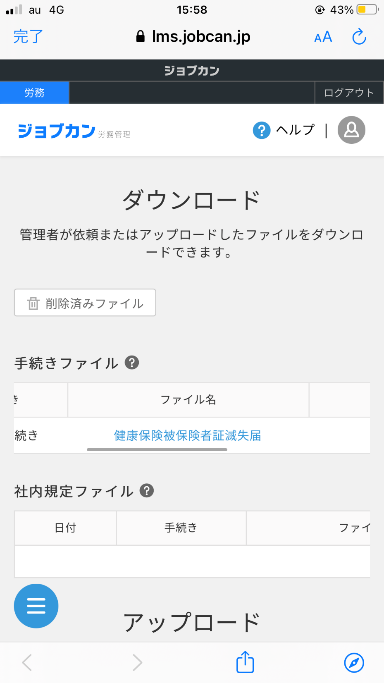 au 4G 15:58 43%
完了 lms.jobcan.jp AA
ジョブカン
労務 ログアウト
ジョブカン 労務管理 ? ヘルプ |
ダウンロード
管理者が依頼またはアップロードしたファイルをダウンロ
ードできます。
削除済みファイル
手続きファイル ?
き ファイル名
続き 健康保険被保険者証滅失届
社内規定ファイル ?
日付 手続き ファイ
アップロード